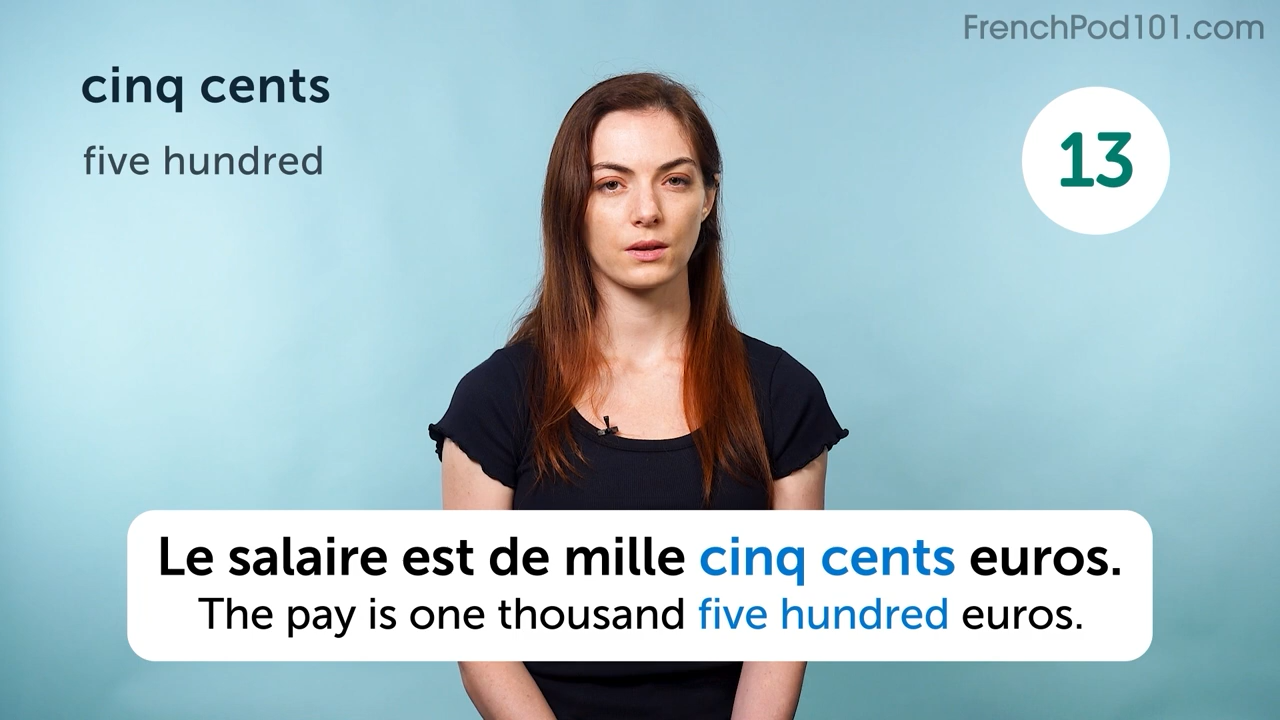 FrenchPod101.com
cinq cents
five hundred
13
Le salaire est de mille cinq cents euros.
The pay is one thousand five hundred euros.